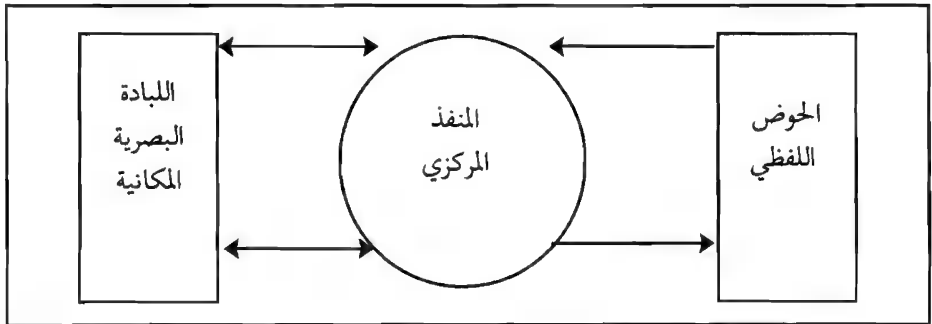 الحوض
اللفظي
المنفذ
المركزي
اللبادة
البصرية
المكانية